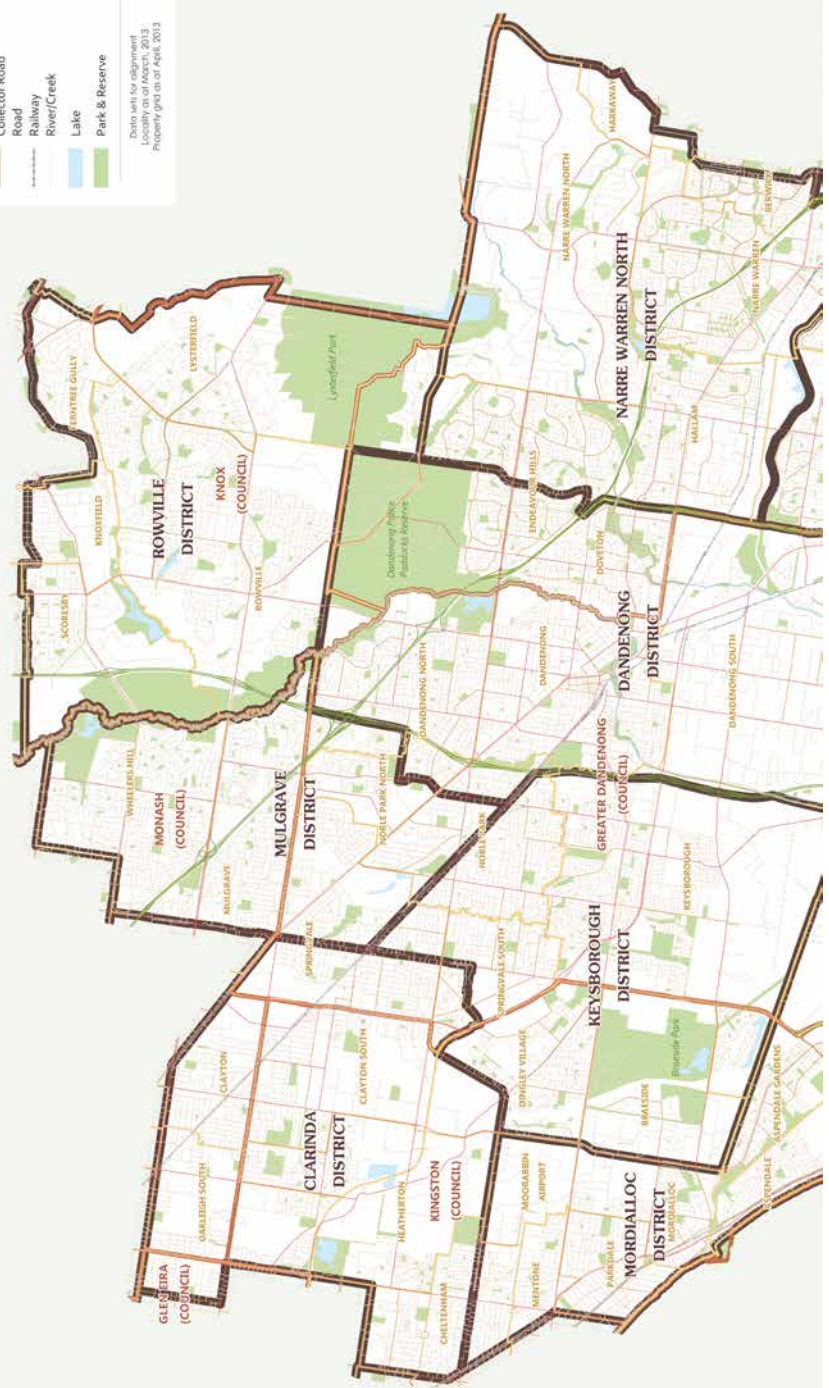 Collector Road
Road
Railway
River/Creek
Lake
Park & Reserve
Data sets for alignment
Locality as at March, 2013
Property grid as at April, 2013
FERNTREE GULLY
LYSTERFIELD
KNOXFIELD
SCORESBY
ROWVILLE
DISTRICT
KNOX
(COUNCIL)
ROWVILLE
Lysterfield Park
HARKAWAY
NARRE WARREN NORTH
BERWICK
NARRE WARREN
NARRE WARREN NORTH
DISTRICT
HALLAM
Dandenong Police
Paddocks Reserve
ENDEAVOUR HILLS
DOVETON
DANDENONG
DISTRICT
DANDENONG
DANDENONG NORTH
DANDENONG SOUTH
WHEELERS HILL
MONASH
(COUNCIL)
MULGRAVE
MULGRAVE
DISTRICT
NOBLE PARK NORTH
NOBLE PARK
GREATER DANDENONG
(COUNCIL)
KEYSBOROUGH
KEYSBOROUGH
DISTRICT
SPRINGVALE
SPRINGVALE SOUTH
DINGLEY VILLAGE
Braeside Park
BRAESIDE
ASPENDALE GARDENS
ASPENDALE
CLAYTON
CLAYTON SOUTH
CLARINDA
DISTRICT
OAKLEIGH SOUTH
HEATHERTON
KINGSTON
(COUNCIL)
GLEN EIRA
(COUNCIL)
CHELTENHAM
MOORABBIN
AIRPORT
MENTONE
PARKDALE
MORDIALLOC
DISTRICT
MORDIALLOC